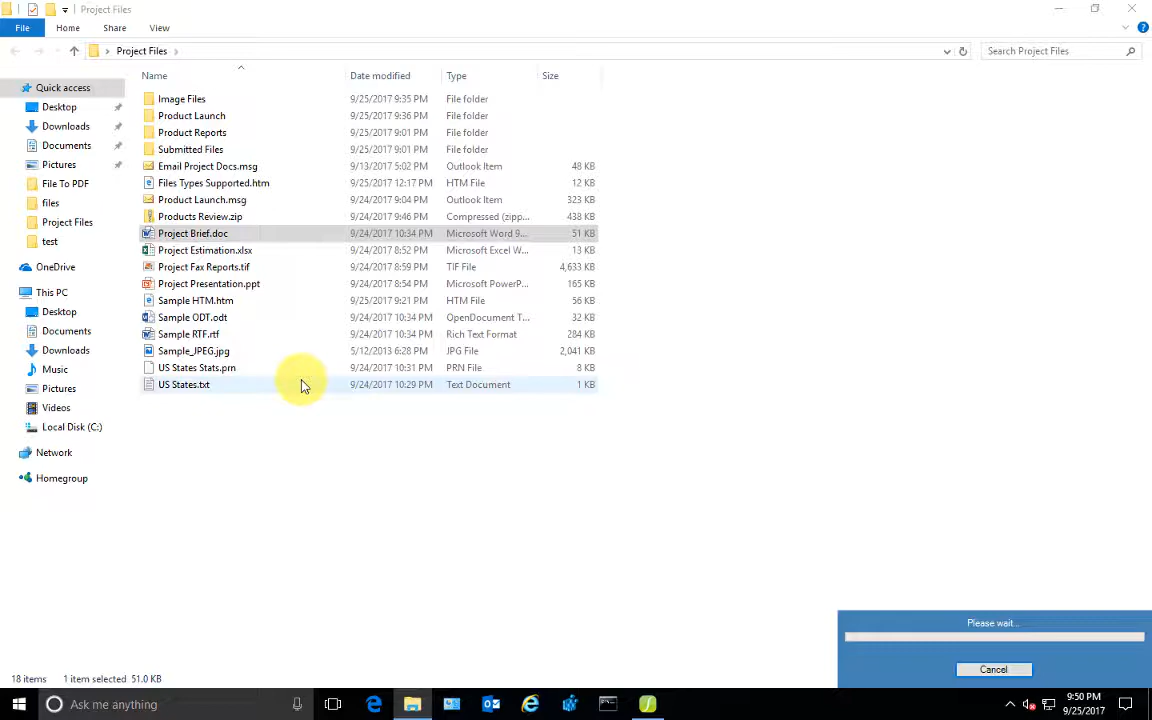 Project Files
File Home Share View
Project Files
Search Project Files
Name Date modified Type Size
Quick access
Desktop
Downloads
Documents
Pictures
File To PDF
files
Project Files
test
OneDrive
This PC
Desktop
Documents
Downloads
Music
Pictures
Videos
Local Disk (C:)
Network
Homegroup
Image Files 9/25/2017 9:35 PM File folder
Product Launch 9/25/2017 9:36 PM File folder
Product Reports 9/25/2017 9:01 PM File folder
Submitted Files 9/25/2017 9:01 PM File folder
Email Project Docs.msg 9/13/2017 5:02 PM Outlook Item 48 KB
Files Types Supported.htm 9/25/2017 12:17 PM HTM File 12 KB
Product Launch.msg 9/24/2017 9:04 PM Outlook Item 323 KB
Products Review.zip 9/24/2017 9:46 PM Compressed (zipp... 438 KB
Project Brief.doc 9/24/2017 10:34 PM Microsoft Word 9... 51 KB
Project Estimation.xlsx 9/24/2017 8:52 PM Microsoft Excel W... 13 KB
Project Fax Reports.tif 9/24/2017 8:59 PM TIF File 4,633 KB
Project Presentation.ppt 9/24/2017 8:54 PM Microsoft PowerP... 165 KB
Sample HTM.htm 9/25/2017 9:21 PM HTM File 56 KB
Sample ODT.odt 9/24/2017 10:34 PM OpenDocument T... 32 KB
Sample RTF.rtf 9/24/2017 10:34 PM Rich Text Format 284 KB
Sample_JPEG.jpg 5/12/2013 6:28 PM JPG File 2,041 KB
US States Stats.prn 9/24/2017 10:31 PM PRN File 8 KB
US States.txt 9/24/2017 10:29 PM Text Document 1 KB
Please wait...
Cancel
18 items 1 item selected 51.0 KB
Ask me anything
9:50 PM
9/25/2017